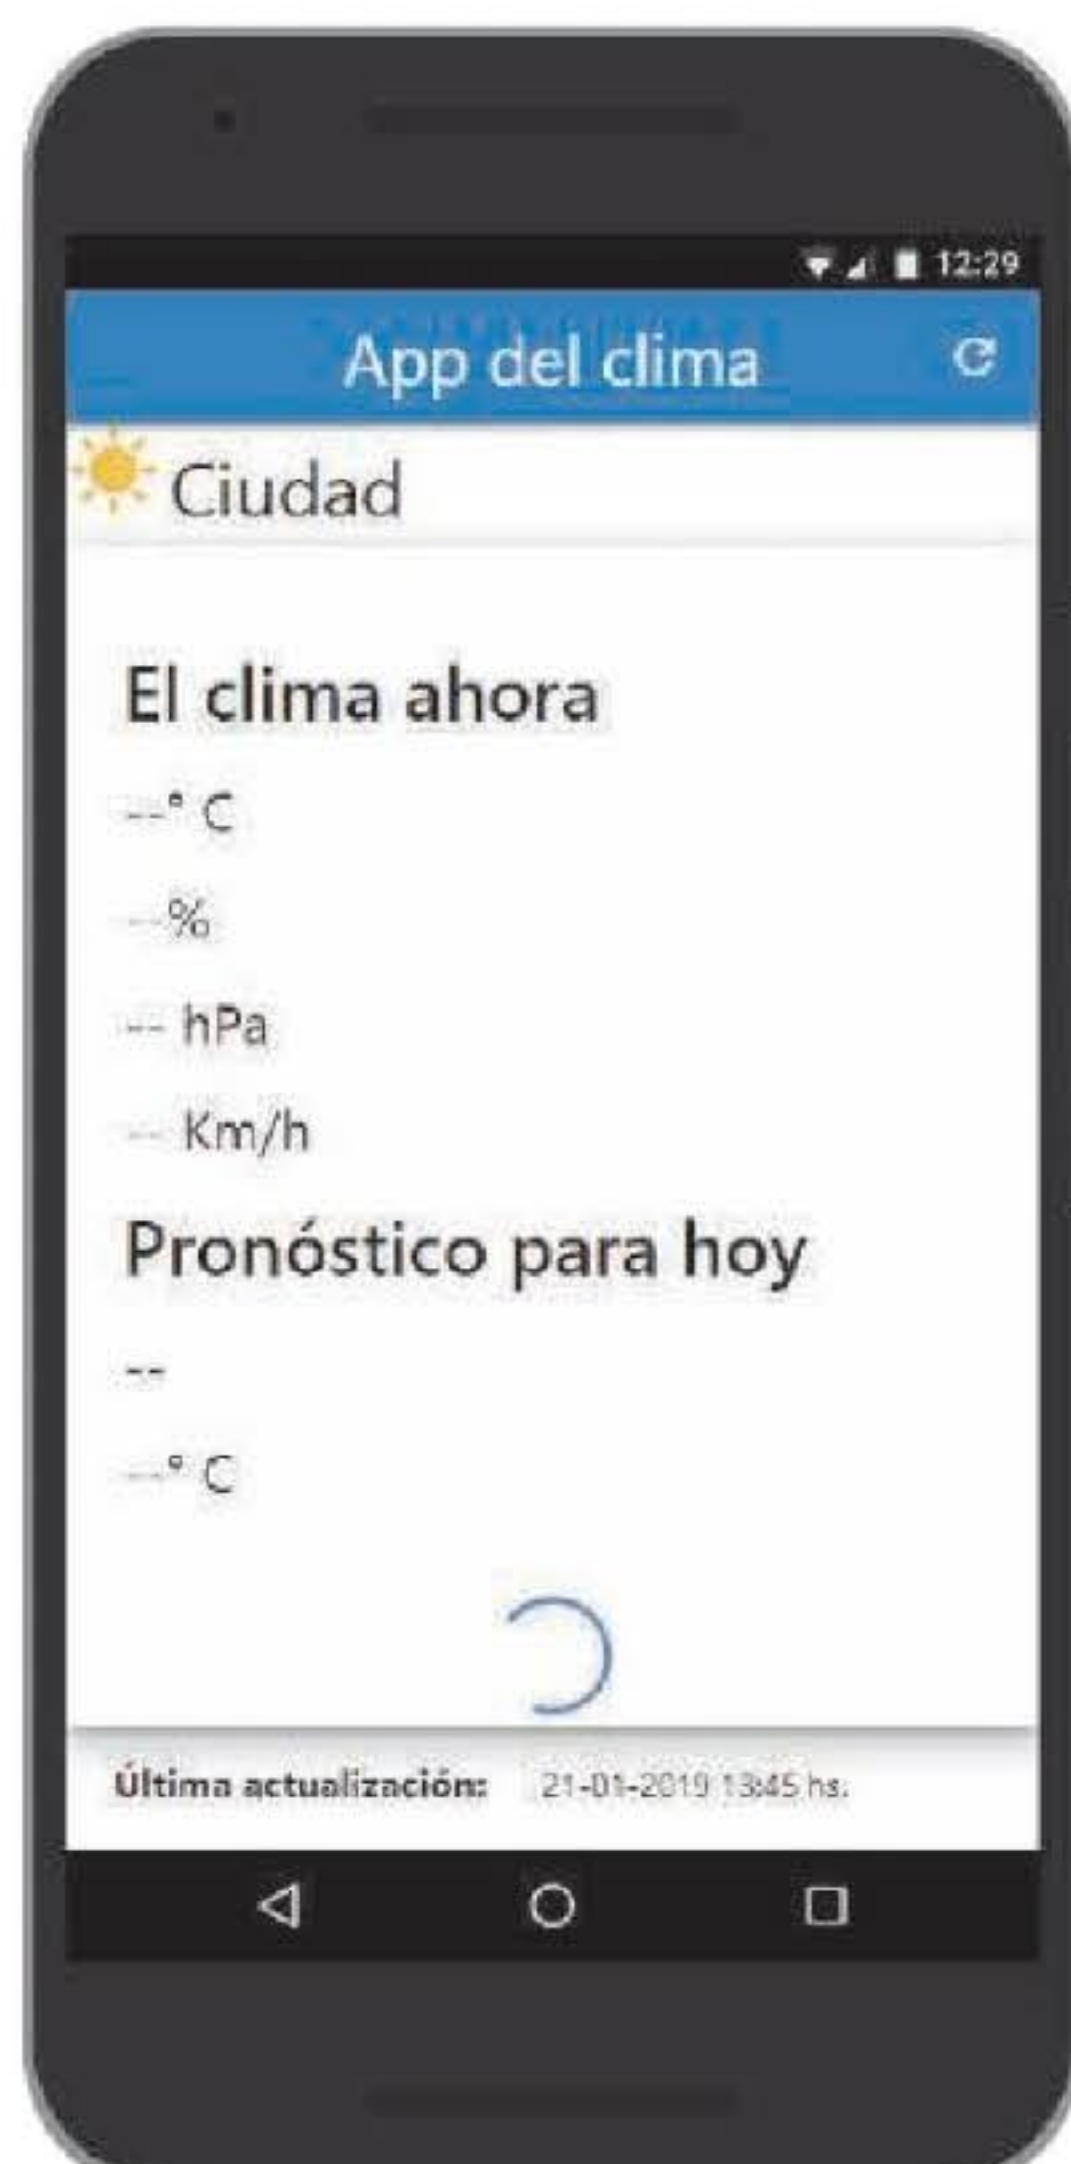 12:29
App del clima
Ciudad
El clima ahora
--° C
--%
-- hPa
-- Km/h
Pronóstico para hoy
--
--° C
Última actualización: 21-01-2019 13:45 hs.